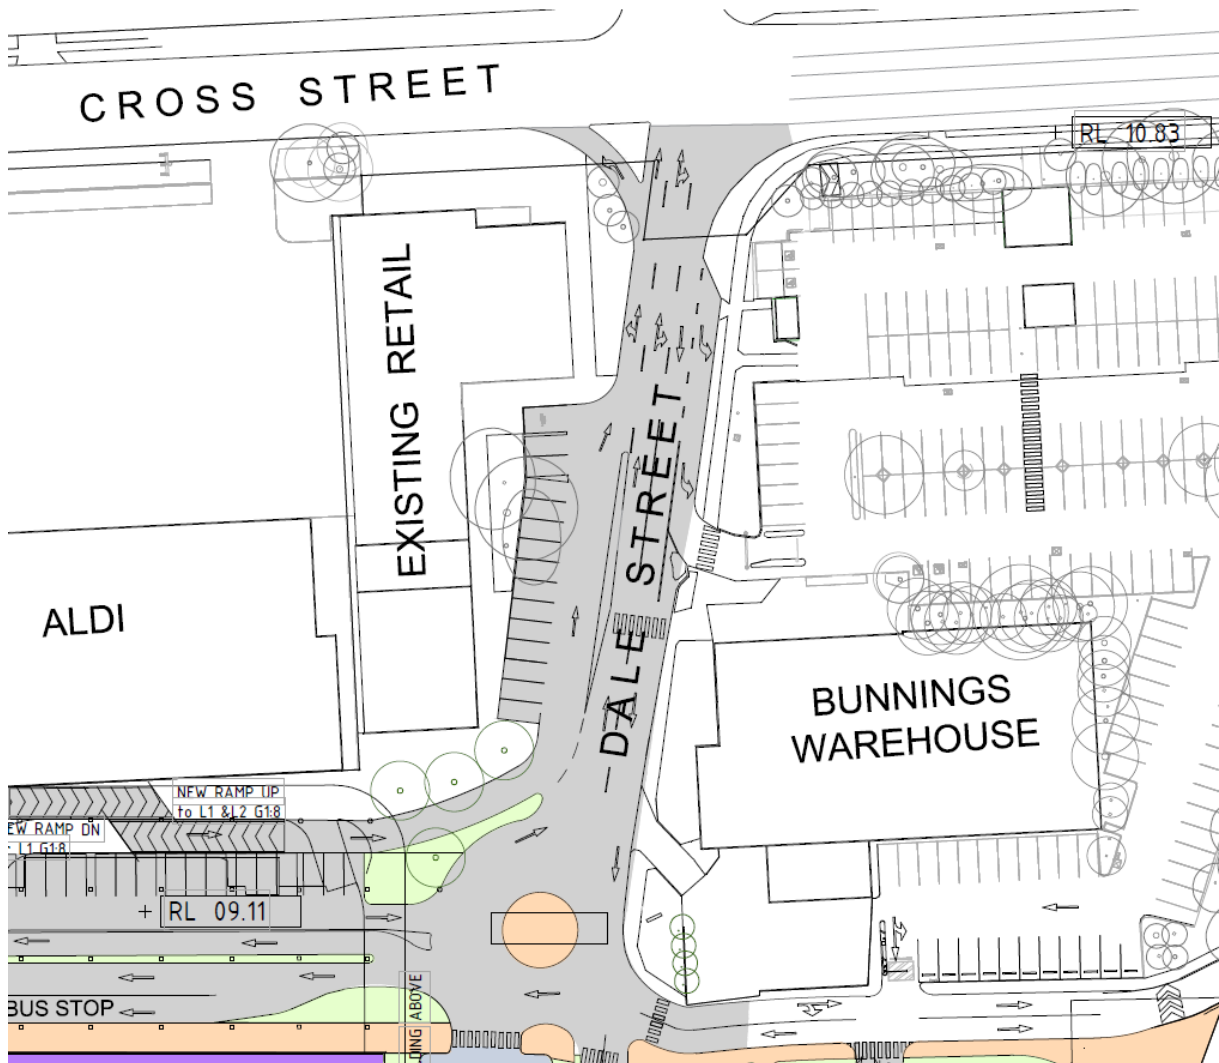 CROSS STREET
RL 10.83
EXISTING RETAIL
DALE STREET
ALDI
BUNNINGS
WAREHOUSE
NEW RAMP UP
to L1 & L2 G1:8
EW RAMP DN
L1 G1:8
RL 09.11
BUS STOP
DING ABOVE